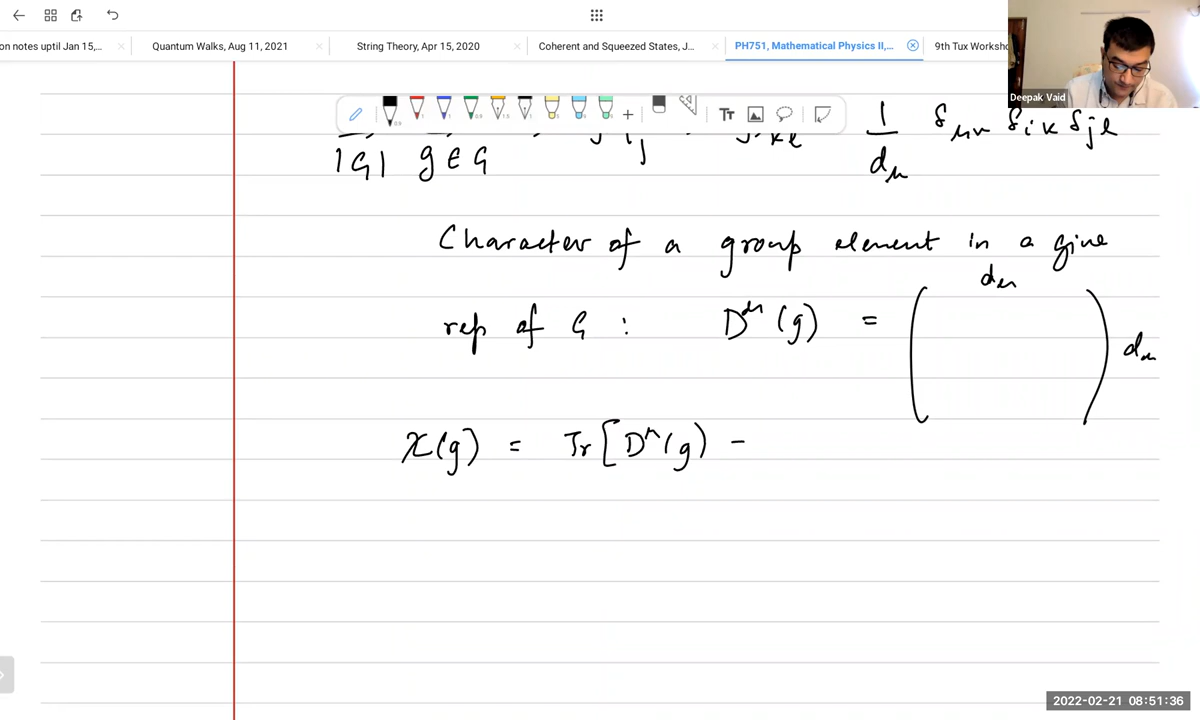 on notes uptil Jan 15,... Quantum Walks, Aug 11, 2021 String Theory, Apr 15, 2020 Coherent and Squeezed States, J... PH751, Mathematical Physics II,... 9th Tux Worksho
Deepak Vaid
Tт
1 δμν δik δjl
|G| g ∈ G dμ
Character of a group element in a give
dμ
rep of G : Dμ(g) = ( ) dμ
χ(g) = Tr[Dμ(g) –
2022-02-21 08:51:36